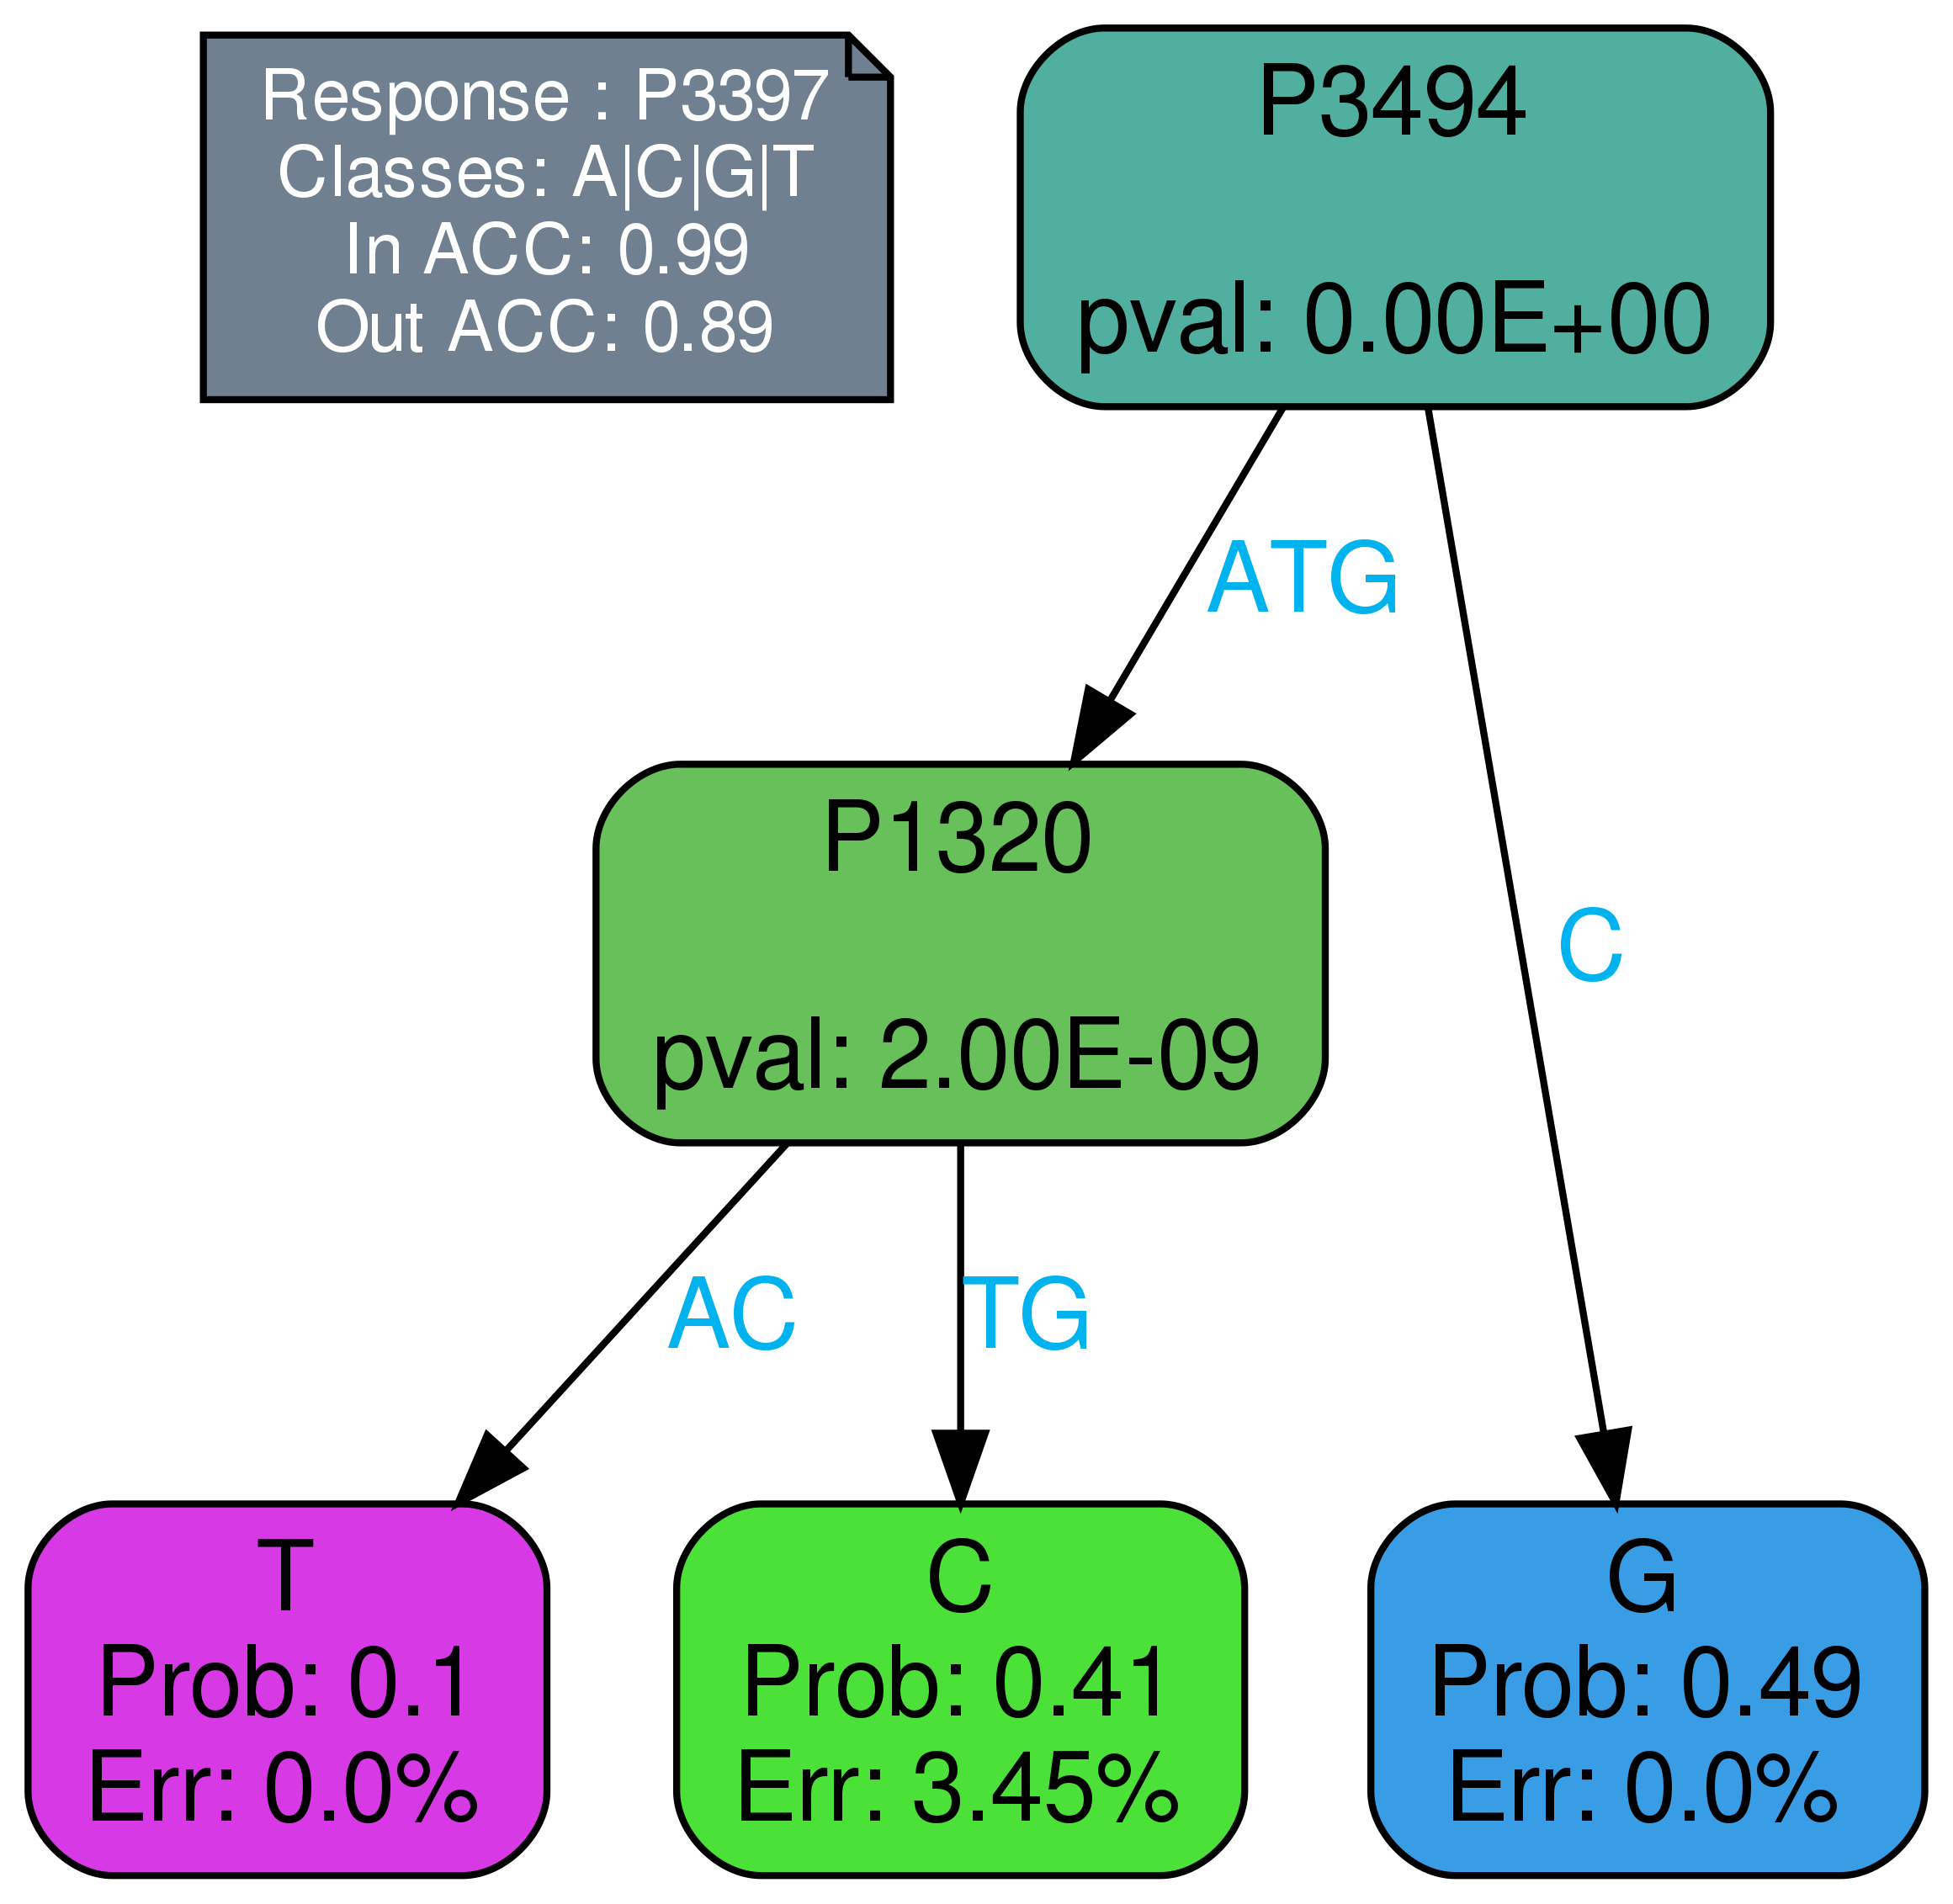 Response : P3397
Classes: A|C|G|T
In ACC: 0.99
Out ACC: 0.89
P3494
pval: 0.00E+00
ATG
C
P1320
pval: 2.00E-09
AC
TG
T
Prob: 0.1
Err: 0.0%
C
Prob: 0.41
Err: 3.45%
G
Prob: 0.49
Err: 0.0%